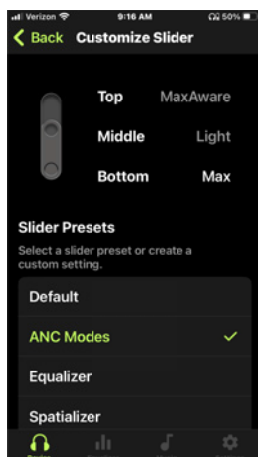 Verizon 9:16 AM 50%
Back Customize Slider
Top MaxAware
Middle Light
Bottom Max
Slider Presets
Select a slider preset or create a
custom setting.
Default
ANC Modes
Equalizer
Spatializer